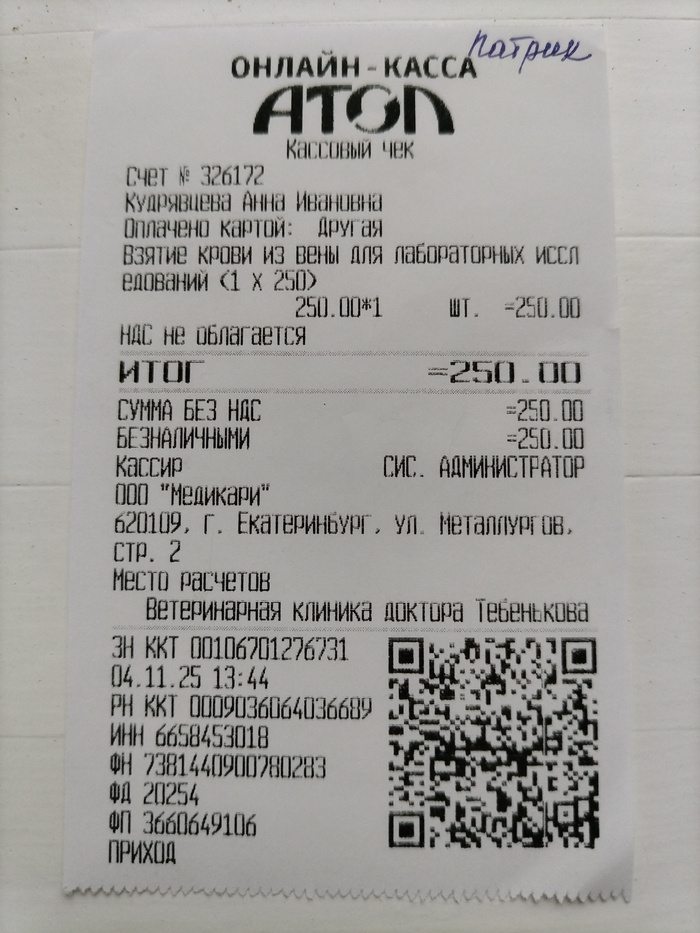 Патрик
ОНЛАЙН-КАССА
АТОЛ
Кассовый чек
Счет № 326172
Кудрявцева Анна Ивановна
Оплачено картой: Другая
Взятие крови из вены для лабораторных иссл
едований (1 X 250)
250.00*1 шт. =250.00
НДС не облагается
ИТОГ =250.00
СУММА БЕЗ НДС =250.00
БЕЗНАЛИЧНЫМИ =250.00
Кассир СИС. АДМИНИСТРАТОР
ООО "Медикари"
620109, г. Екатеринбург, ул. Металлургов,
стр. 2
Место расчетов
Ветеринарная клиника доктора Тебенькова
ЗН ККТ 00106701276731
04.11.25 13:44
РН ККТ 0009036064036689
ИНН 6658453018
ФН 7381440900780283
ФД 20254
ФП 3660649106
ПРИХОД